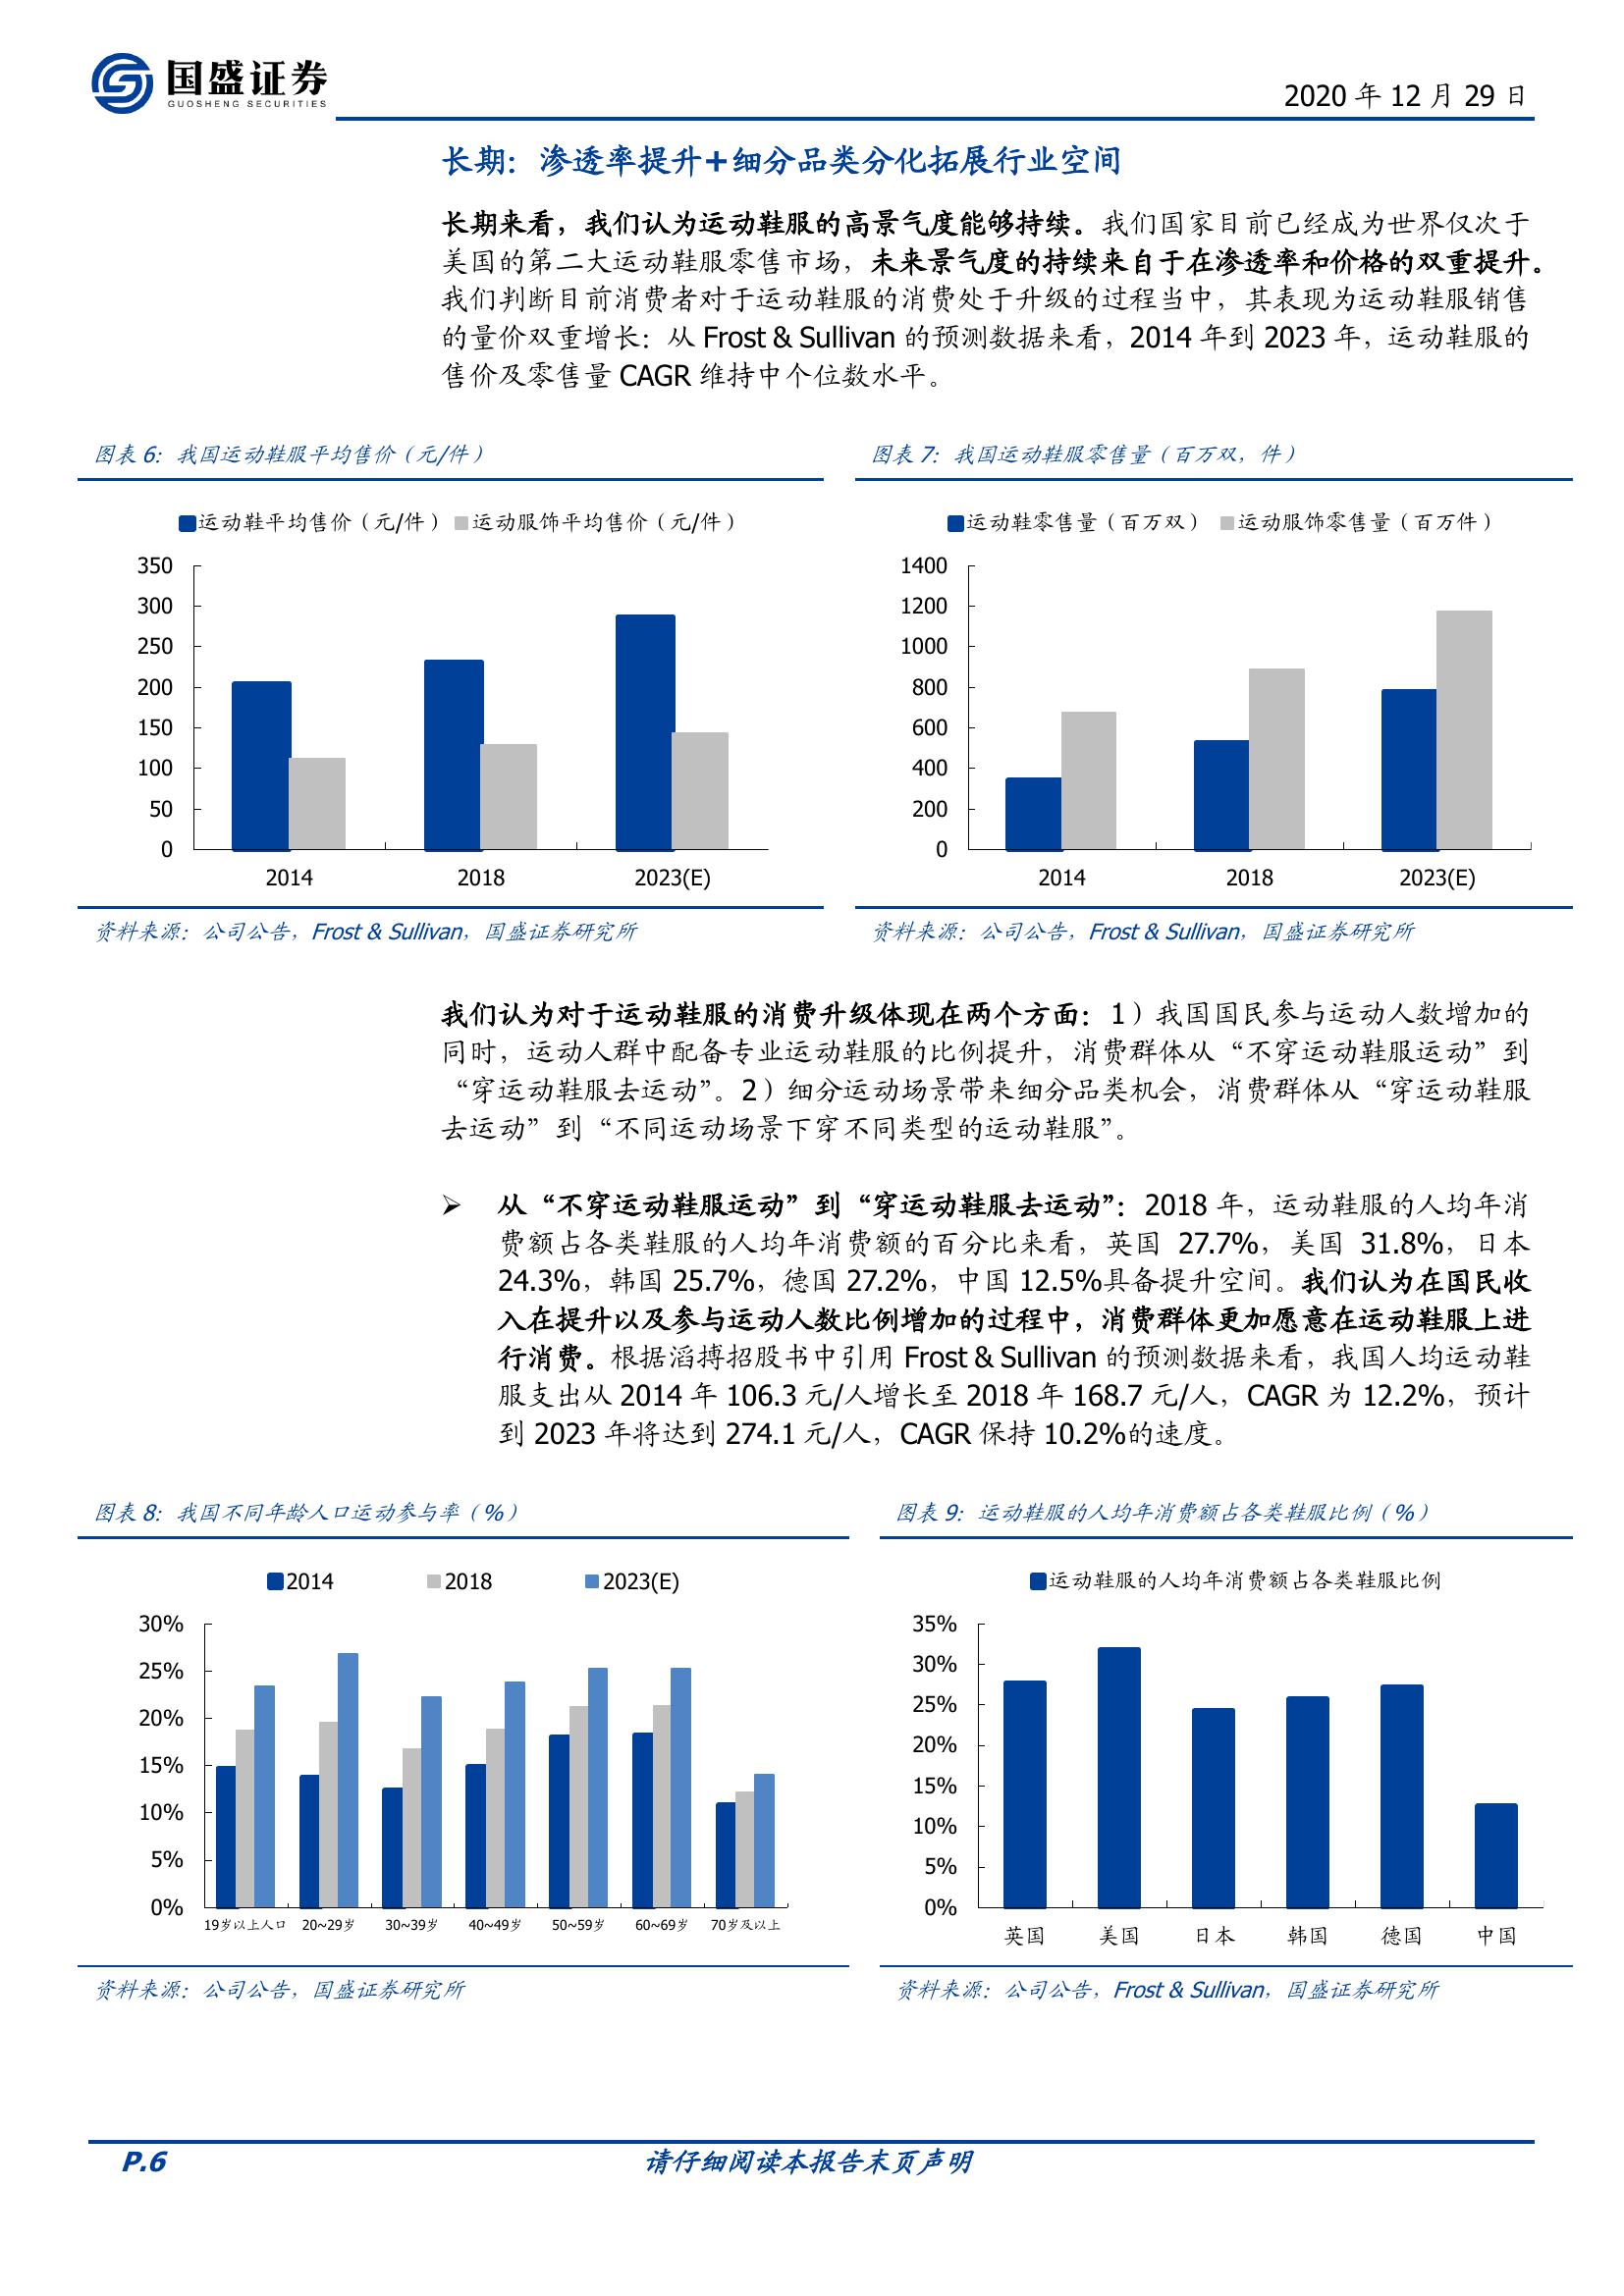 国盛证券
GUOSHENG SECURITIES
2020 年 12 月 29 日
长期：渗透率提升+细分品类分化拓展行业空间
长期来看，我们认为运动鞋服的高景气度能够持续。我们国家目前已经成为世界仅次于
美国的第二大运动鞋服零售市场，未来景气度的持续来自于在渗透率和价格的双重提升。
我们判断目前消费者对于运动鞋服的消费处于升级的过程当中，其表现为运动鞋服销售
的量价双重增长：从 Frost & Sullivan 的预测数据来看，2014 年到 2023 年，运动鞋服的
售价及零售量 CAGR 维持中个位数水平。
图表 6：我国运动鞋服平均售价（元/件）
运动鞋平均售价（元/件） 运动服饰平均售价（元/件）
350
300
250
200
150
100
50
0
2014 2018 2023(E)
资料来源：公司公告，Frost & Sullivan，国盛证券研究所
图表 7：我国运动鞋服零售量（百万双，件）
运动鞋零售量（百万双） 运动服饰零售量（百万件）
1400
1200
1000
800
600
400
200
0
2014 2018 2023(E)
资料来源：公司公告，Frost & Sullivan，国盛证券研究所
我们认为对于运动鞋服的消费升级体现在两个方面：1）我国国民参与运动人数增加的
同时，运动人群中配备专业运动鞋服的比例提升，消费群体从“不穿运动鞋服运动”到
“穿运动鞋服去运动”。2）细分运动场景带来细分品类机会，消费群体从“穿运动鞋服
去运动”到“不同运动场景下穿不同类型的运动鞋服”。
➢ 从“不穿运动鞋服运动”到“穿运动鞋服去运动”：2018 年，运动鞋服的人均年消
费额占各类鞋服的人均年消费额的百分比来看，英国 27.7%，美国 31.8%，日本
24.3%，韩国 25.7%，德国 27.2%，中国 12.5%具备提升空间。我们认为在国民收
入在提升以及参与运动人数比例增加的过程中，消费群体更加愿意在运动鞋服上进
行消费。根据滔搏招股书中引用 Frost & Sullivan 的预测数据来看，我国人均运动鞋
服支出从 2014 年 106.3 元/人增长至 2018 年 168.7 元/人，CAGR 为 12.2%，预计
到 2023 年将达到 274.1 元/人，CAGR 保持 10.2%的速度。
图表 8：我国不同年龄人口运动参与率（%）
2014 2018 2023(E)
30%
25%
20%
15%
10%
5%
0%
19岁以上人口 20~29岁 30~39岁 40~49岁 50~59岁 60~69岁 70岁及以上
资料来源：公司公告，国盛证券研究所
图表 9：运动鞋服的人均年消费额占各类鞋服比例（%）
运动鞋服的人均年消费额占各类鞋服比例
35%
30%
25%
20%
15%
10%
5%
0%
英国 美国 日本 韩国 德国 中国
资料来源：公司公告，Frost & Sullivan，国盛证券研究所
P.6 请仔细阅读本报告末页声明